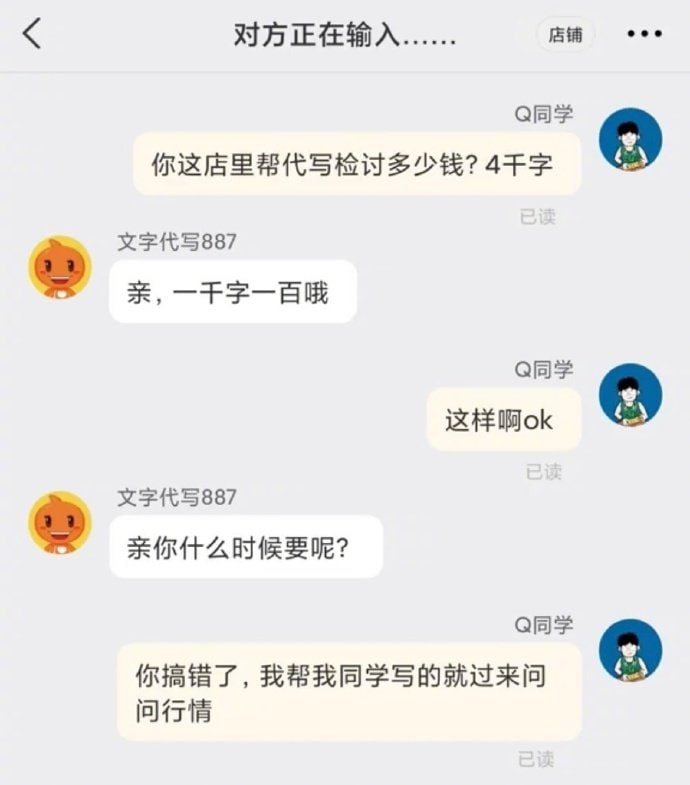 对方正在输入......
店铺
Q同学
你这店里帮代写检讨多少钱? 4千字
已读
文字代写887
亲，一千字一百哦
Q同学
这样啊ok
已读
文字代写887
亲你什么时候要呢?
Q同学
你搞错了, 我帮我同学写的就过来问
问行情
已读